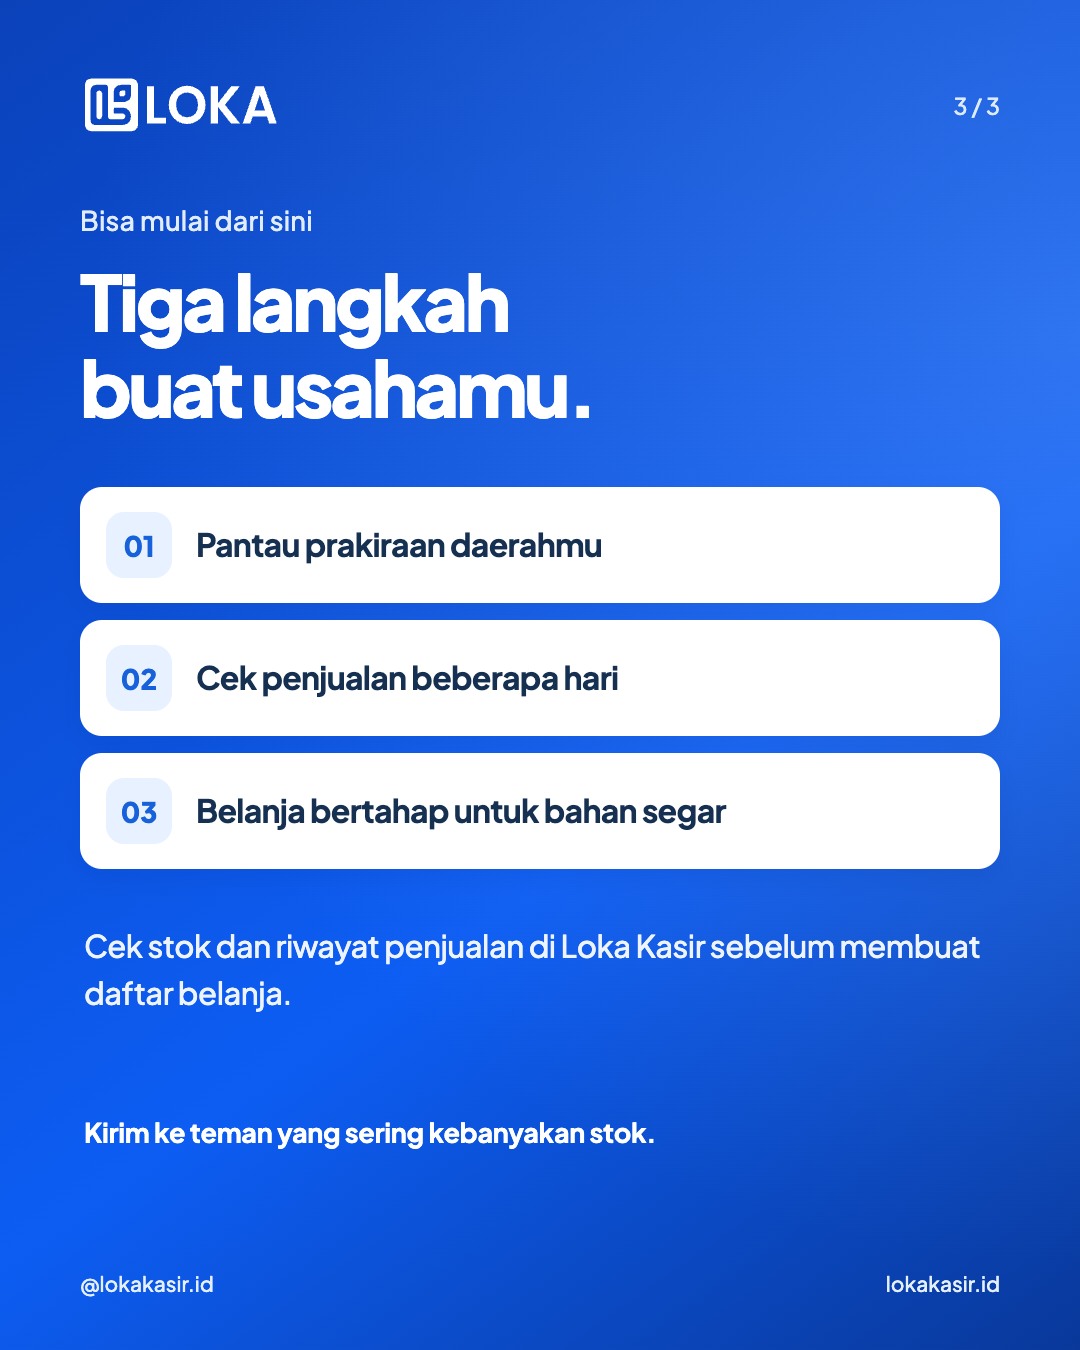 LOKA
3 / 3
Bisa mulai dari sini
Tiga langkah
buat usahamu.
01 Pantau prakiraan daerahmu
02 Cek penjualan beberapa hari
03 Belanja bertahap untuk bahan segar
Cek stok dan riwayat penjualan di Loka Kasir sebelum membuat
daftar belanja.
Kirim ke teman yang sering kebanyakan stok.
@lokakasir.id
lokakasir.id